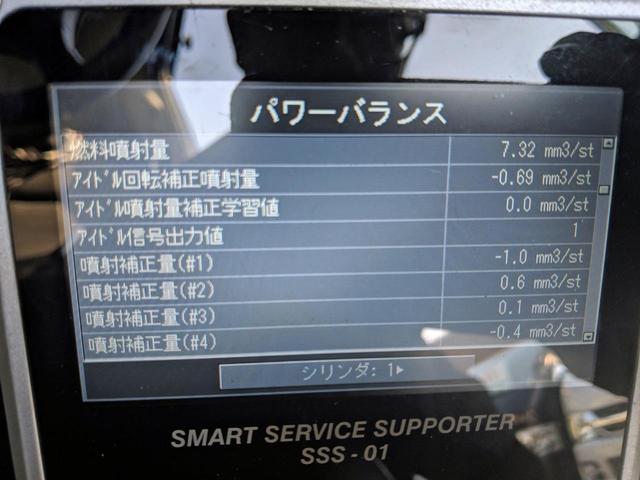 パワーバランス
燃料噴射量 7.32 mm3/st
ｱｲﾄﾞﾙ回転補正噴射量 -0.69 mm3/st
ｱｲﾄﾞﾙ噴射量補正学習値 0.0 mm3/st
ｱｲﾄﾞﾙ信号出力値 1
噴射補正量(#1) -1.0 mm3/st
噴射補正量(#2) 0.6 mm3/st
噴射補正量(#3) 0.1 mm3/st
噴射補正量(#4) -0.4 mm3/st
シリンダ: 1▶
SMART SERVICE SUPPORTER
SSS - 01